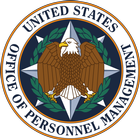 UNITED STATES
OFFICE OF PERSONNEL MANAGEMENT